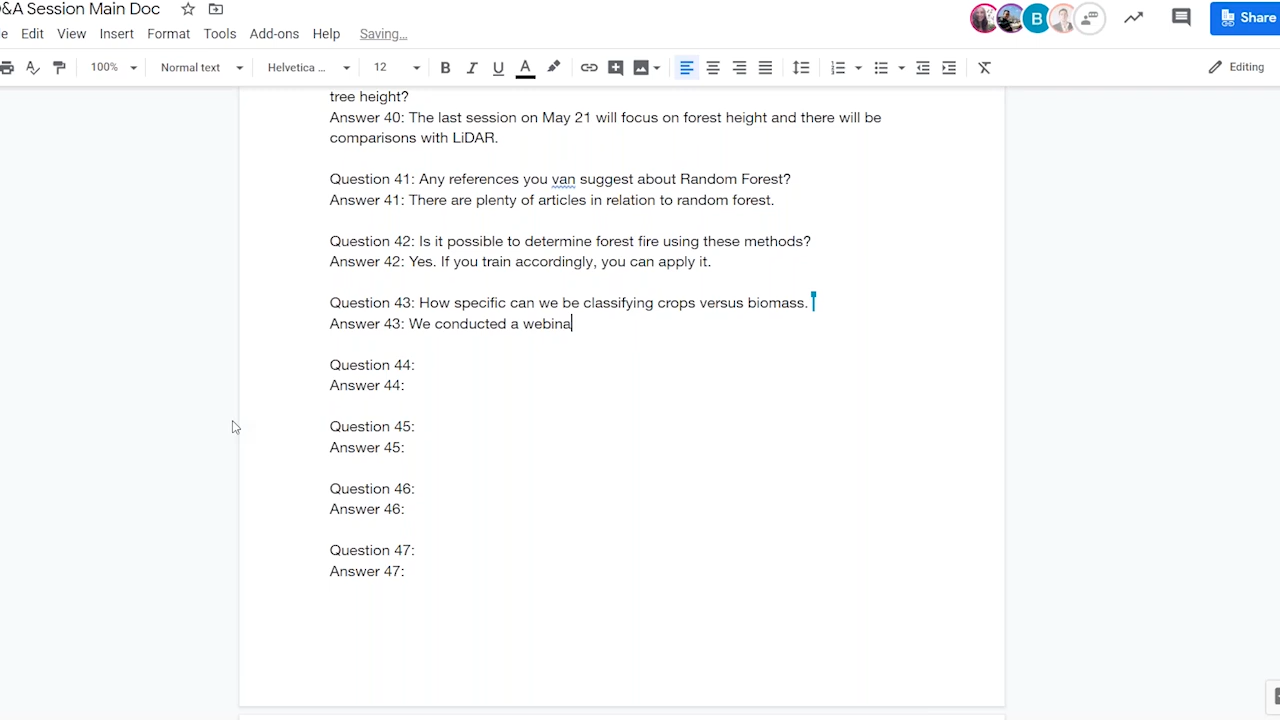 &A Session Main Doc
Edit View Insert Format Tools Add-ons Help Saving...
B
Share
100% Normal text Helvetica ... 12 B I U A Editing
tree height?
Answer 40: The last session on May 21 will focus on forest height and there will be
comparisons with LiDAR.
Question 41: Any references you van suggest about Random Forest?
Answer 41: There are plenty of articles in relation to random forest.
Question 42: Is it possible to determine forest fire using these methods?
Answer 42: Yes. If you train accordingly, you can apply it.
Question 43: How specific can we be classifying crops versus biomass.
Answer 43: We conducted a webina
Question 44:
Answer 44:
Question 45:
Answer 45:
Question 46:
Answer 46:
Question 47:
Answer 47: